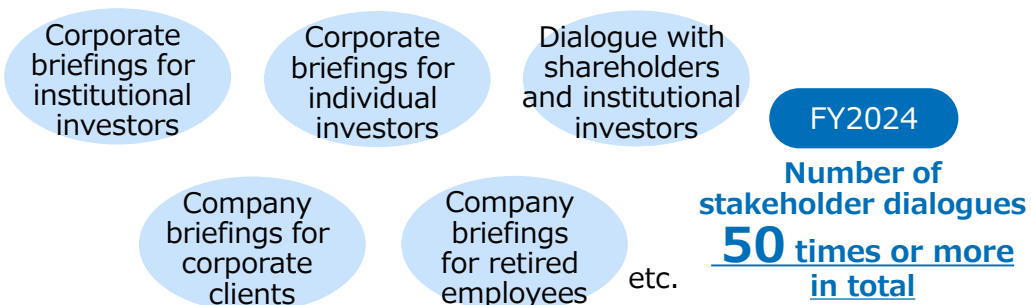 Corporate
briefings for
institutional
investors
Corporate
briefings for
individual
investors
Dialogue with
shareholders
and institutional
investors
FY2024
Number of
stakeholder dialogues
50 times or more
in total
Company
briefings for
corporate
clients
Company
briefings
for retired
employees
etc.